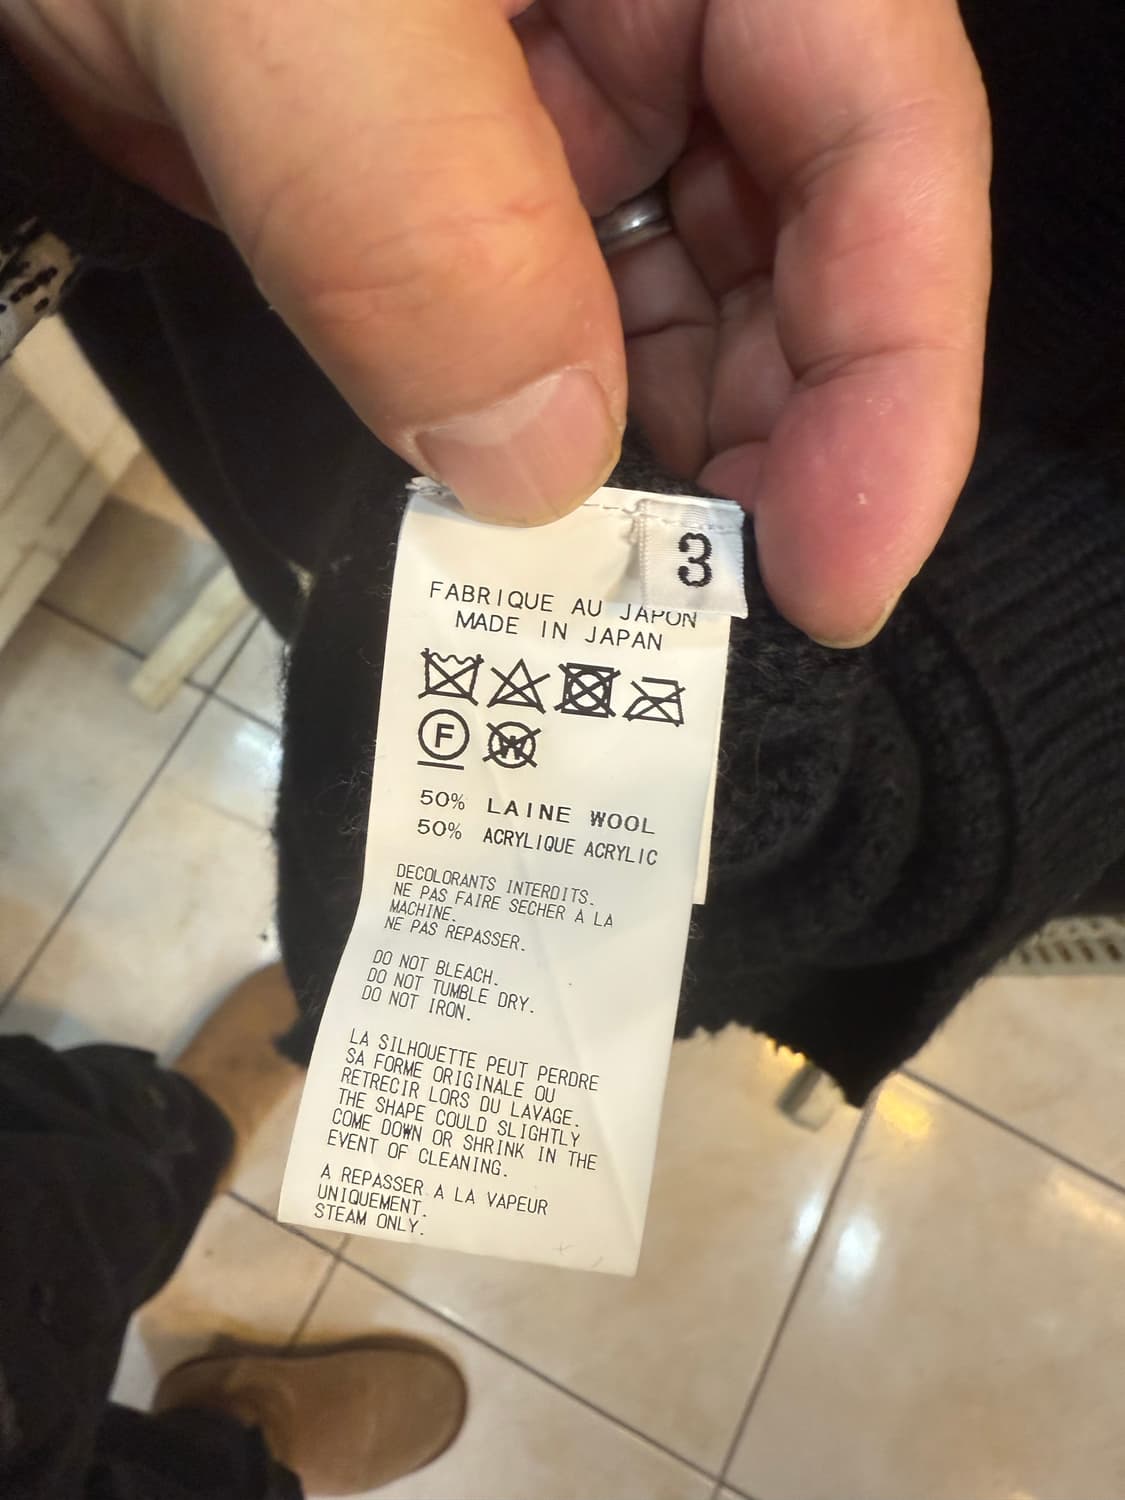 3
FABRIQUE AU JAPON
MADE IN JAPAN
F
W
50% LAINE WOOL
50% ACRYLIQUE ACRYLIC
DECOLORANTS INTERDITS.
NE PAS FAIRE SECHER A LA
MACHINE.
NE PAS REPASSER.
DO NOT BLEACH.
DO NOT TUMBLE DRY.
DO NOT IRON.
LA SILHOUETTE PEUT PERDRE
SA FORME ORIGINALE OU
RETRECIR LORS DU LAVAGE.
THE SHAPE COULD SLIGHTLY
COME DOWN OR SHRINK IN THE
EVENT OF CLEANING.
A REPASSER A LA VAPEUR
UNIQUEMENT.
STEAM ONLY.